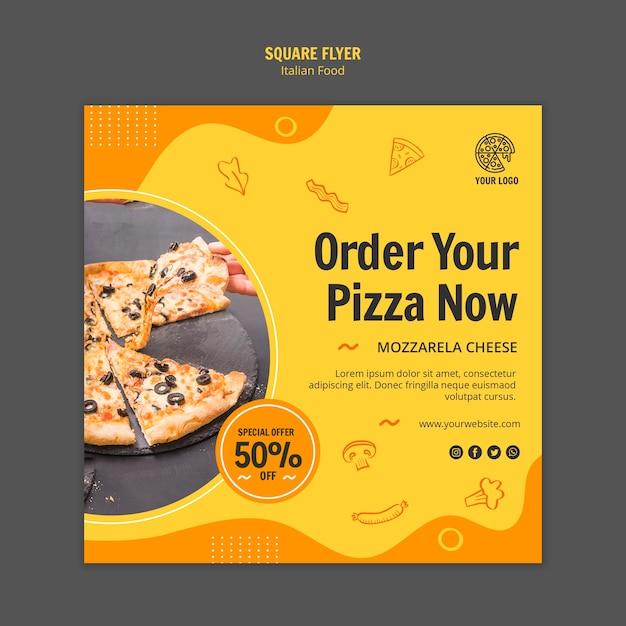 SQUARE FLYER
Italian Food
YOUR LOGO
Order Your
Pizza Now
MOZZARELA CHEESE
Lorem ipsum dolor sit amet, consectetur
adipiscing elit. Donec fringilla neque euismaod
volutpat cursus.
www.yourwebsite.com
SPECIAL OFFER
50%
OFF